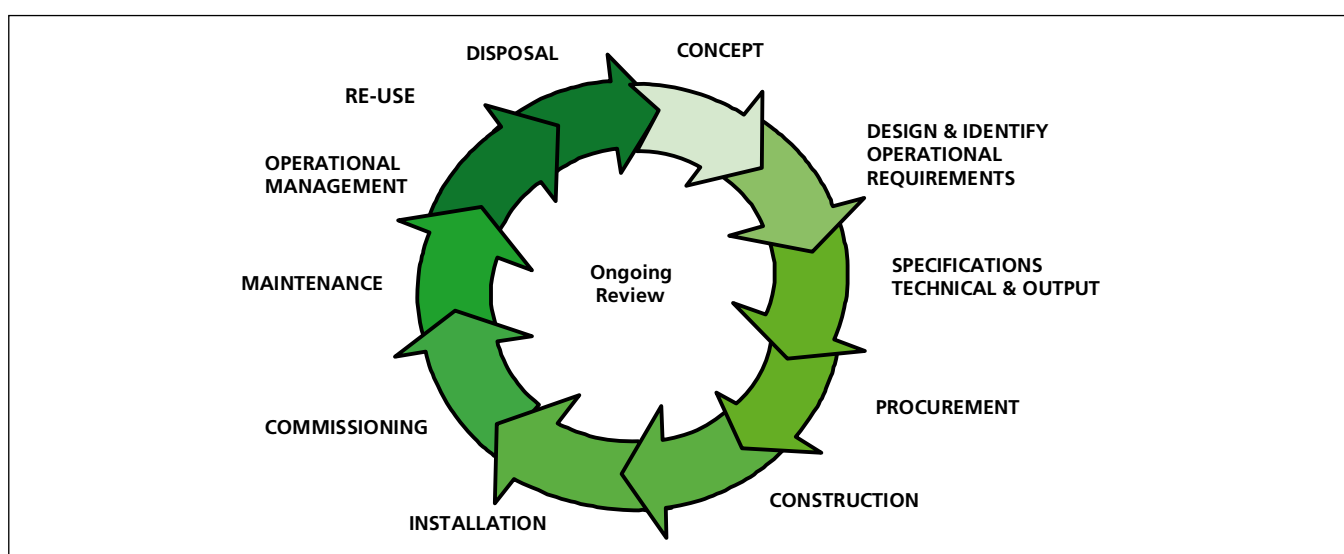 CONCEPT
DESIGN & IDENTIFY
OPERATIONAL
REQUIREMENTS
SPECIFICATIONS
TECHNICAL & OUTPUT
PROCUREMENT
CONSTRUCTION
INSTALLATION
COMMISSIONING
MAINTENANCE
OPERATIONAL
MANAGEMENT
RE-USE
DISPOSAL
Ongoing
Review